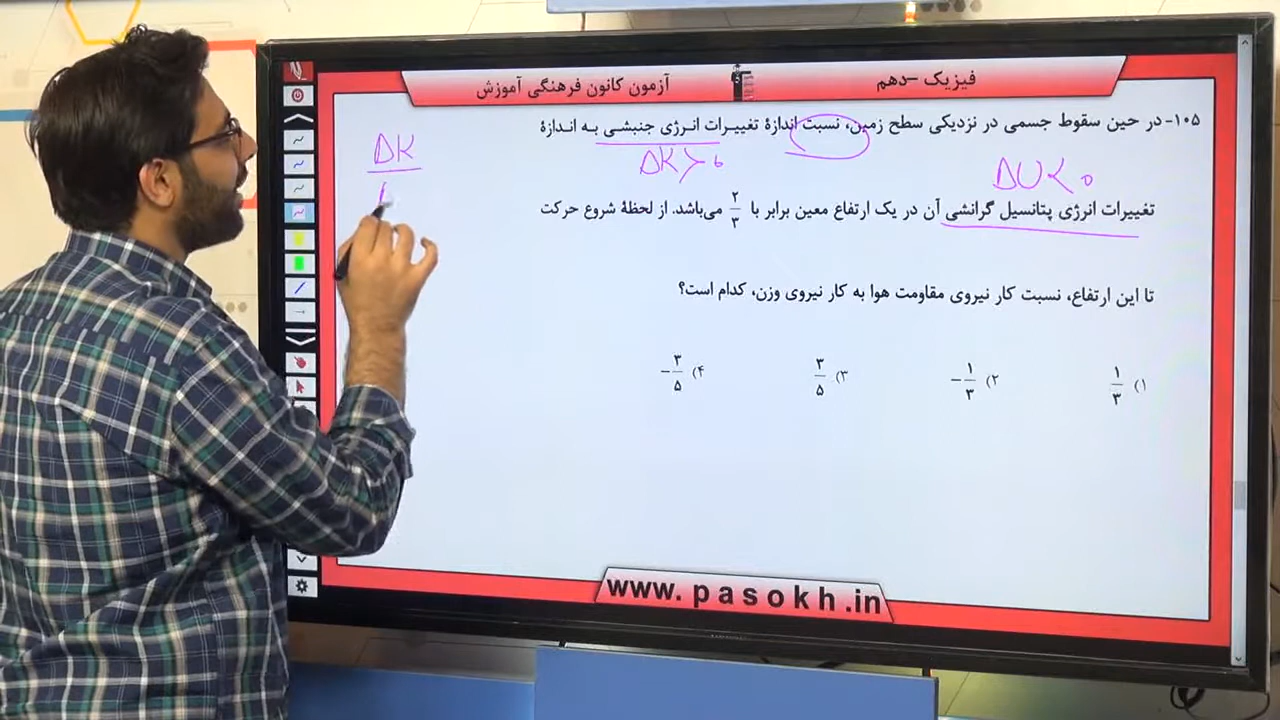 فیزیک -دهم
آزمون کانون فرهنگی آموزش
۱۰۵- در حین سقوط جسمی در نزدیکی سطح زمین، نسبت اندازهٔ تغییرات انرژی جنبشی به اندازهٔ
ΔK > 0
ΔU < 0
تغییرات انرژی پتانسیل گرانشی آن در یک ارتفاع معین برابر با ۲/۳ می‌باشد. از لحظهٔ شروع حرکت
تا این ارتفاع، نسبت کار نیروی مقاومت هوا به کار نیروی وزن، کدام است؟
۱) ۱/۳
۲) -۱/۳
۳) ۳/۵
۴) -۳/۵
ΔK
www.pasokh.in